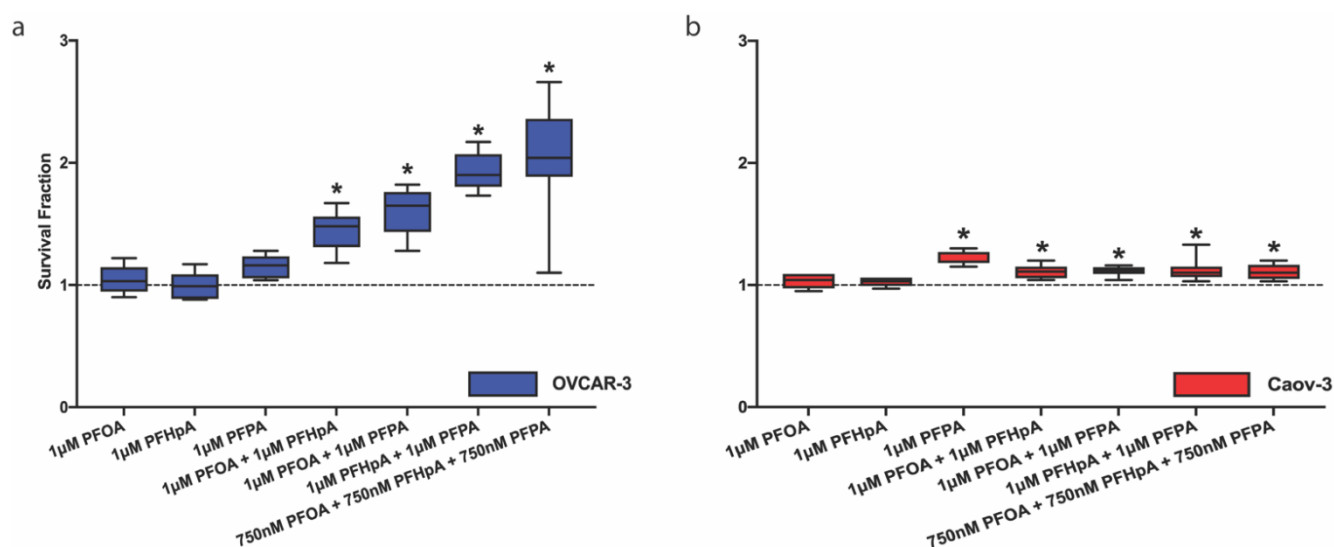 a
3
2
1
0
Survival Fraction
*
*
*
*
OVCAR-3
1µM PFOA
1µM PFHpA
1µM PFPA
1µM PFOA + 1µM PFHpA
1µM PFOA + 1µM PFPA
1µM PFHpA + 1µM PFPA
750nM PFOA + 750nM PFHpA + 750nM PFPA
b
3
2
1
0
*
*
*
*
*
Caov-3
1µM PFOA
1µM PFHpA
1µM PFPA
1µM PFOA + 1µM PFHpA
1µM PFOA + 1µM PFPA
1µM PFHpA + 1µM PFPA
750nM PFOA + 750nM PFHpA + 750nM PFPA